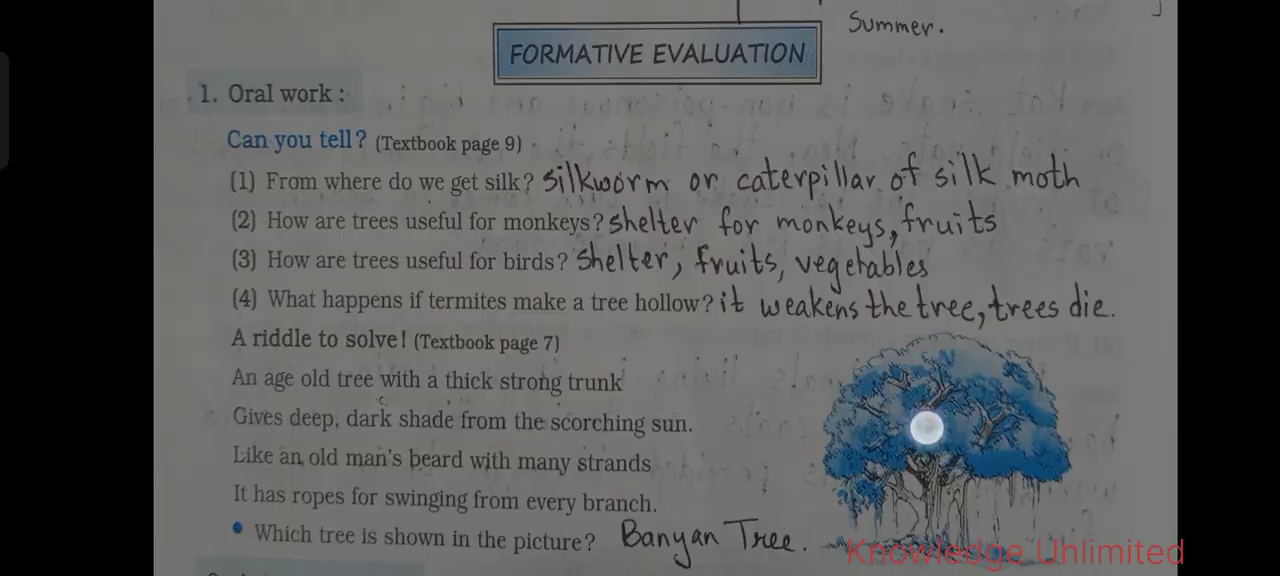 Summer.
FORMATIVE EVALUATION
1. Oral work :
Can you tell? (Textbook page 9)
(1) From where do we get silk? silkworm or caterpillar of silk moth
(2) How are trees useful for monkeys? shelter for monkeys, fruits
(3) How are trees useful for birds? Shelter, fruits, vegetables
(4) What happens if termites make a tree hollow? it weakens the tree, trees die.
A riddle to solve! (Textbook page 7)
An age old tree with a thick strong trunk
Gives deep, dark shade from the scorching sun.
Like an old man's beard with many strands
It has ropes for swinging from every branch.
• Which tree is shown in the picture? Banyan Tree.
Knowledge Unlimited